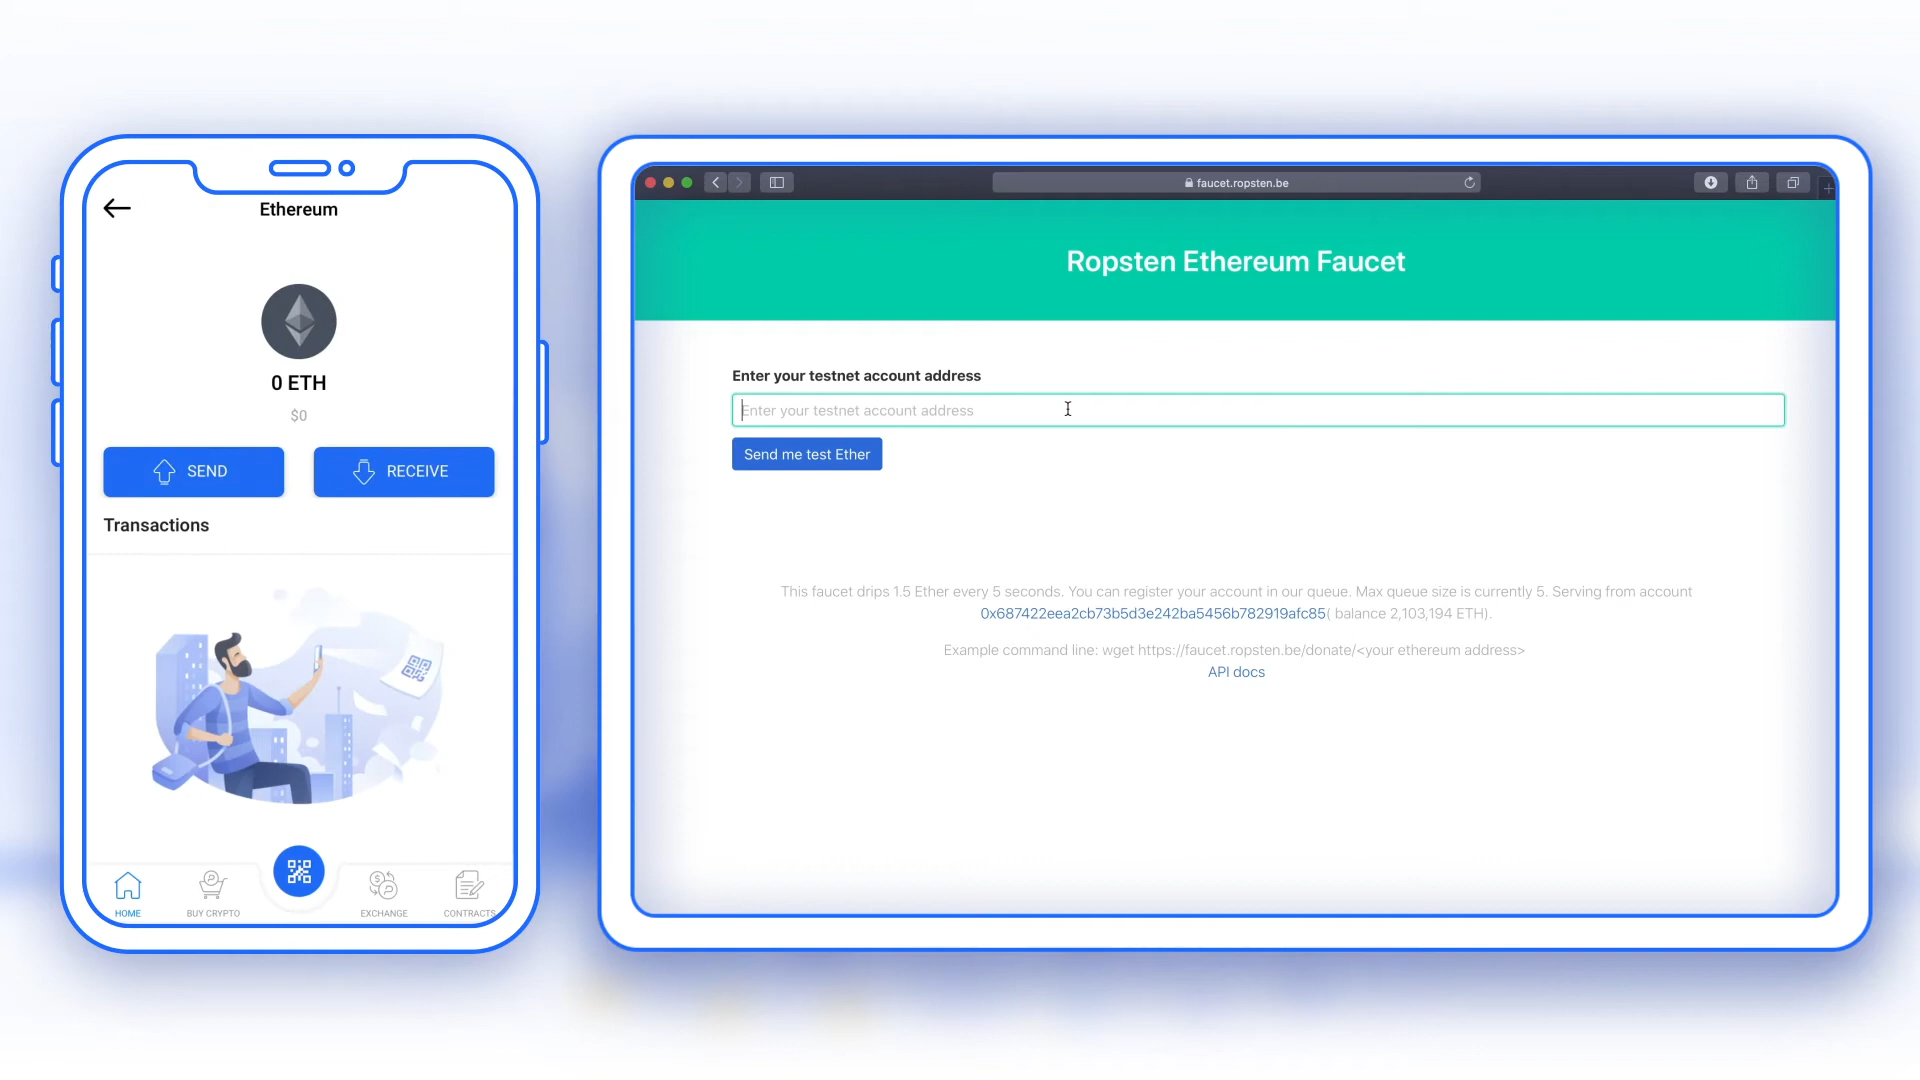 Ethereum
0 ETH
$0
SEND
RECEIVE
Transactions
HOME
BUY CRYPTO
EXCHANGE
CONTRACTS
faucet.ropsten.be
Ropsten Ethereum Faucet
Enter your testnet account address
Enter your testnet account address
Send me test Ether
This faucet drips 1.5 Ether every 5 seconds. You can register your account in our queue. Max queue size is currently 5. Serving from account
0x687422eea2cb73b5d3e242ba5456b782919afc85( balance 2,103,194 ETH).
Example command line: wget https://faucet.ropsten.be/donate/<your ethereum address>
API docs